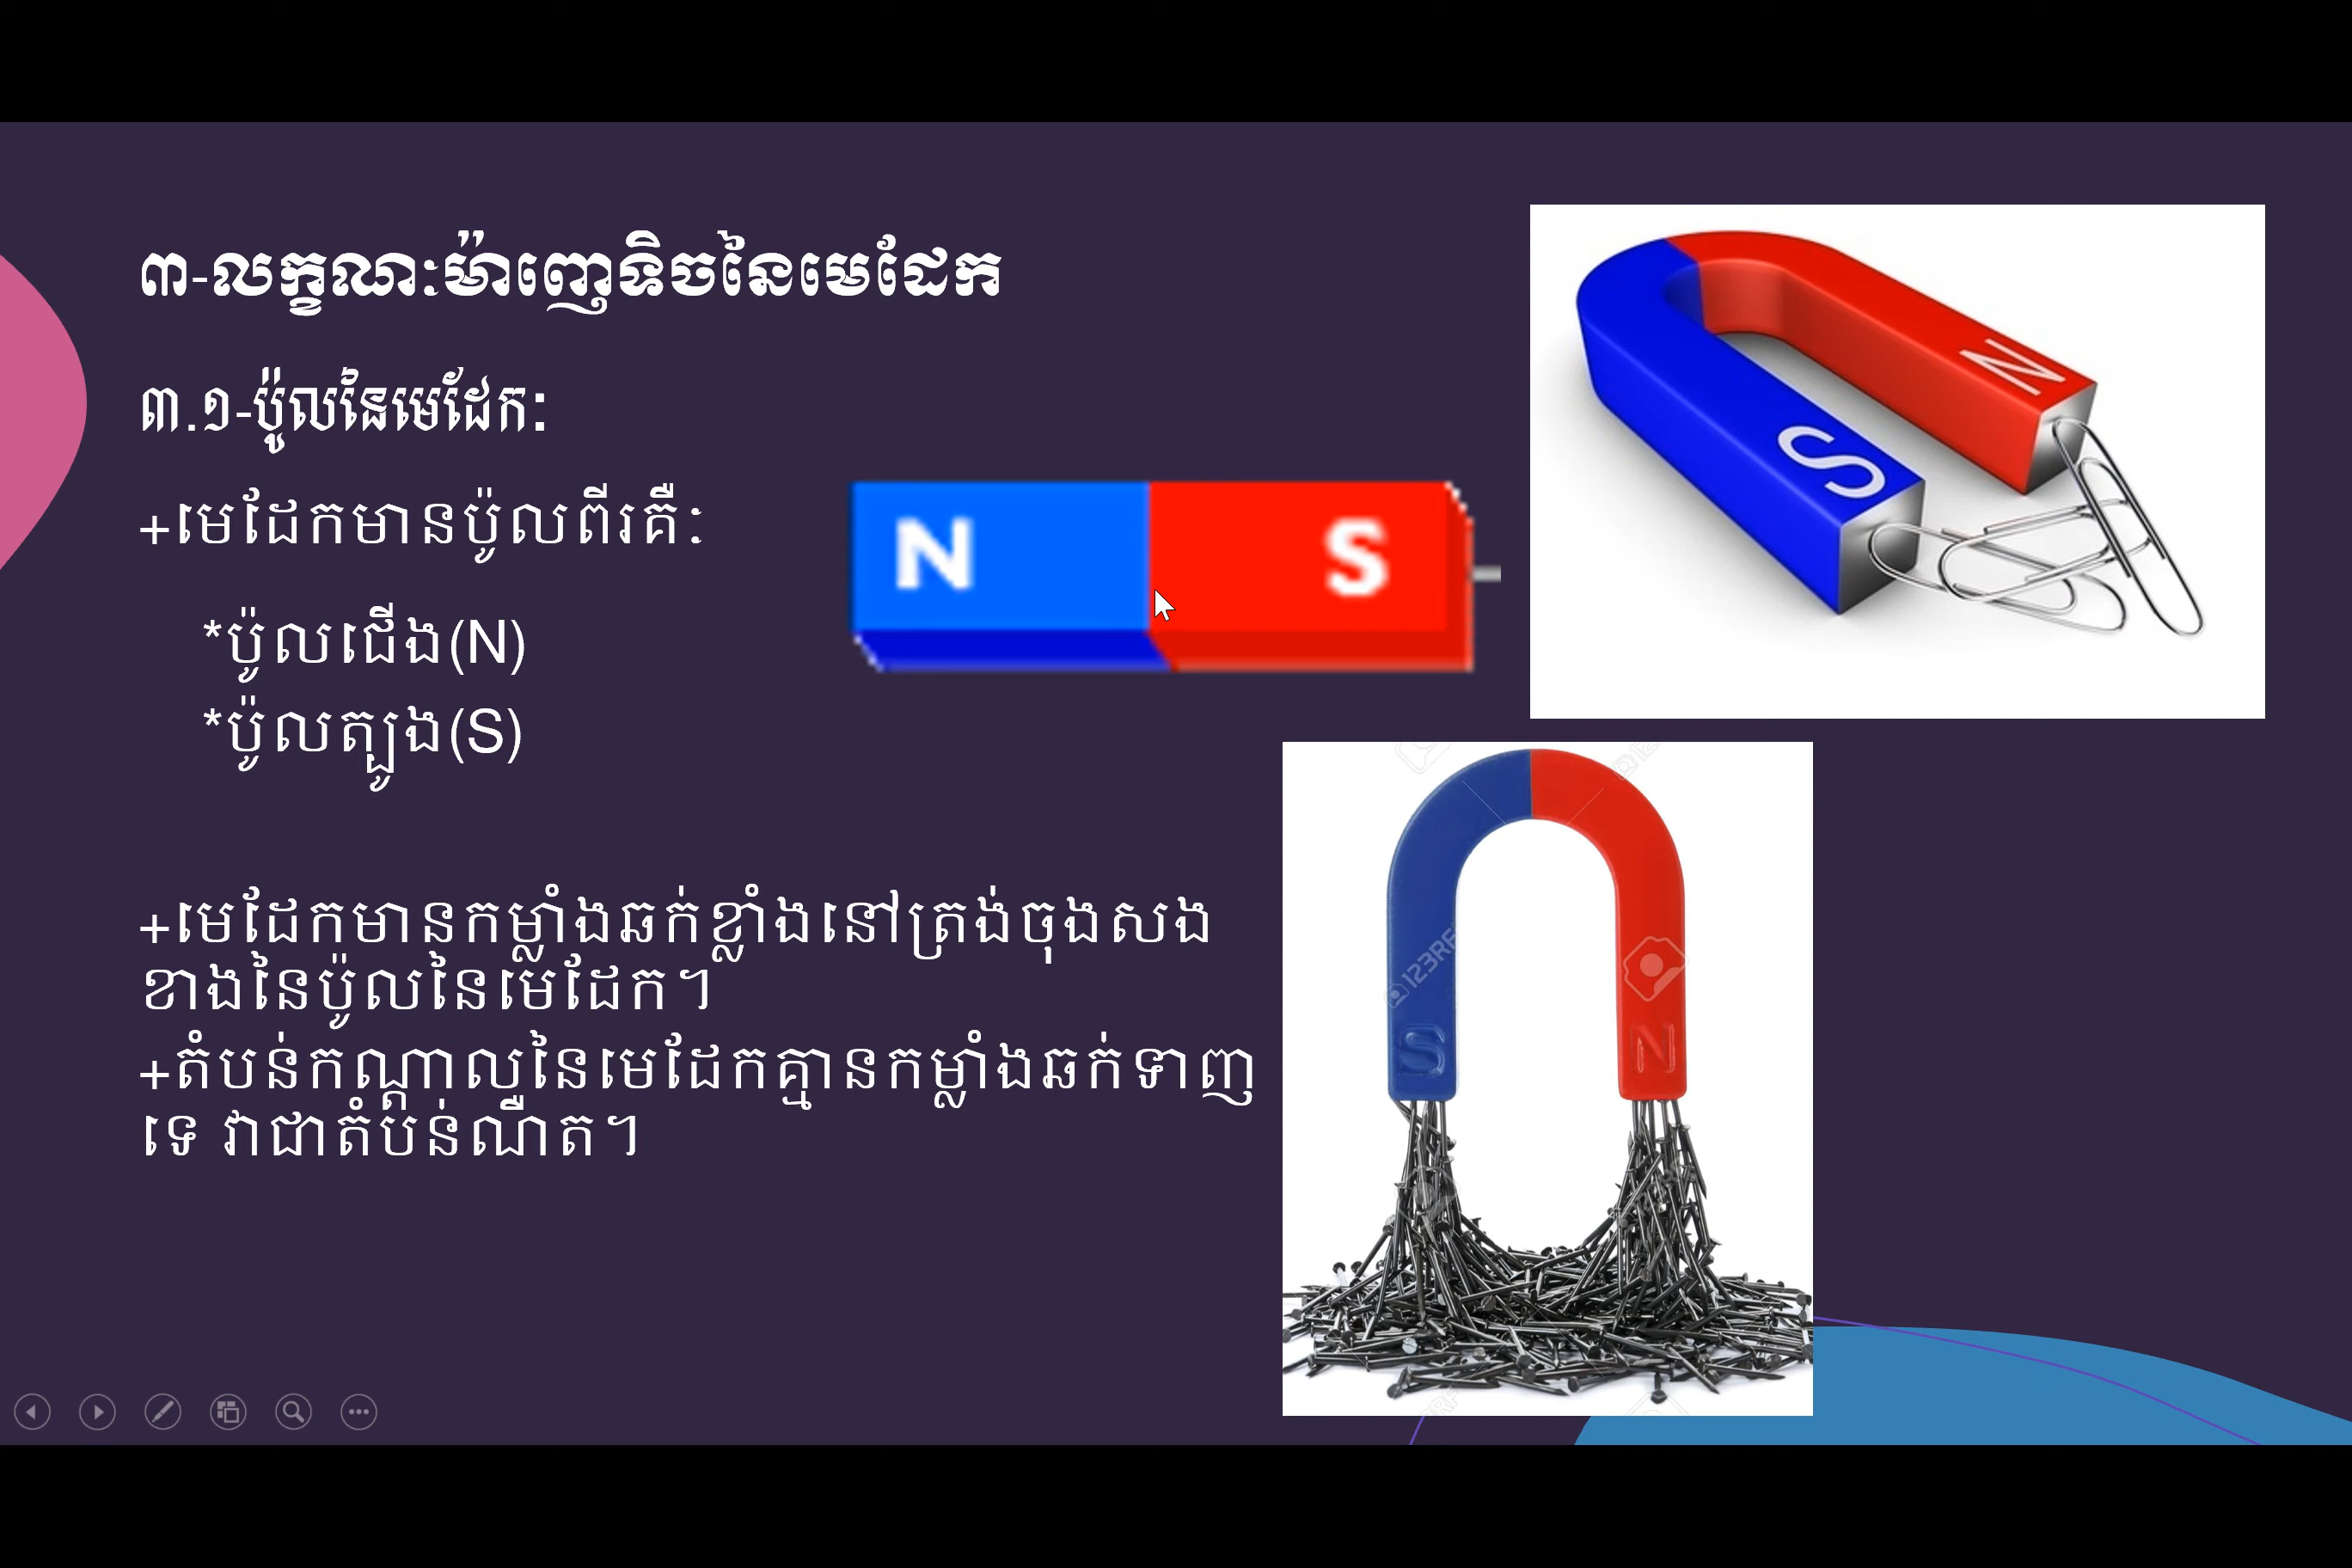 ៣-លក្ខណៈម៉ាញេទិចនៃមេដែក
៣.១-ប៉ូលនៃមេដែក:
+មេដែកមានប៉ូលពីរគឺៈ
*ប៉ូលជើង(N)
*ប៉ូលត្បូង(S)
N S
N
S
+មេដែកមានកម្លាំងឆក់ខ្លាំងនៅត្រង់ចុងសង
ខាងនៃប៉ូលនៃមេដែក។
+តំបន់កណ្ដាលនៃមេដែកគ្មានកម្លាំងឆក់ទាញ
ទេ វាជាតំបន់ណឺត។
123RF
S N